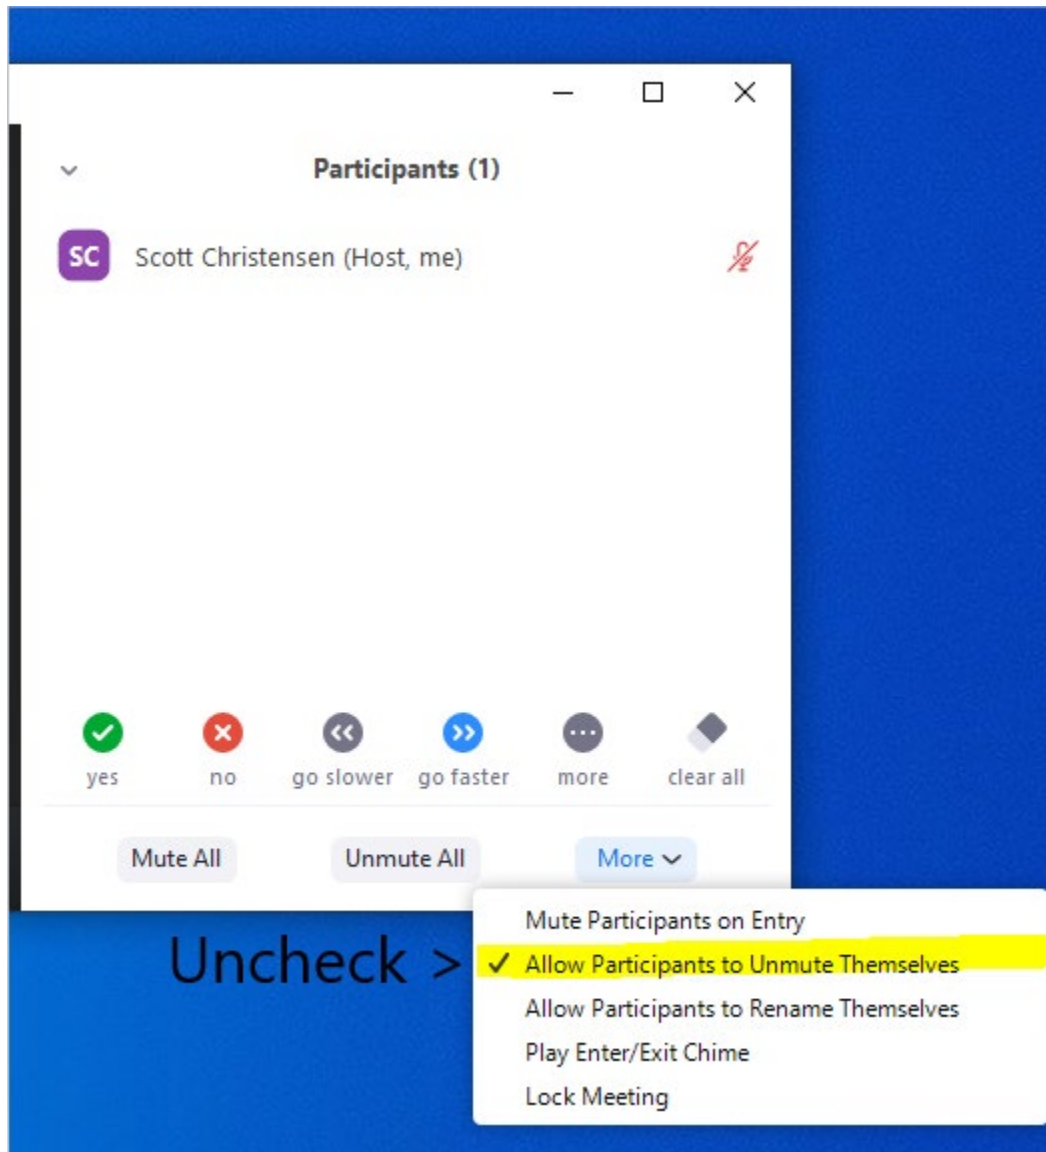 Participants (1)
SC Scott Christensen (Host, me)
yes no go slower go faster more clear all
Mute All Unmute All More
Mute Participants on Entry
Uncheck > ✓ Allow Participants to Unmute Themselves
Allow Participants to Rename Themselves
Play Enter/Exit Chime
Lock Meeting